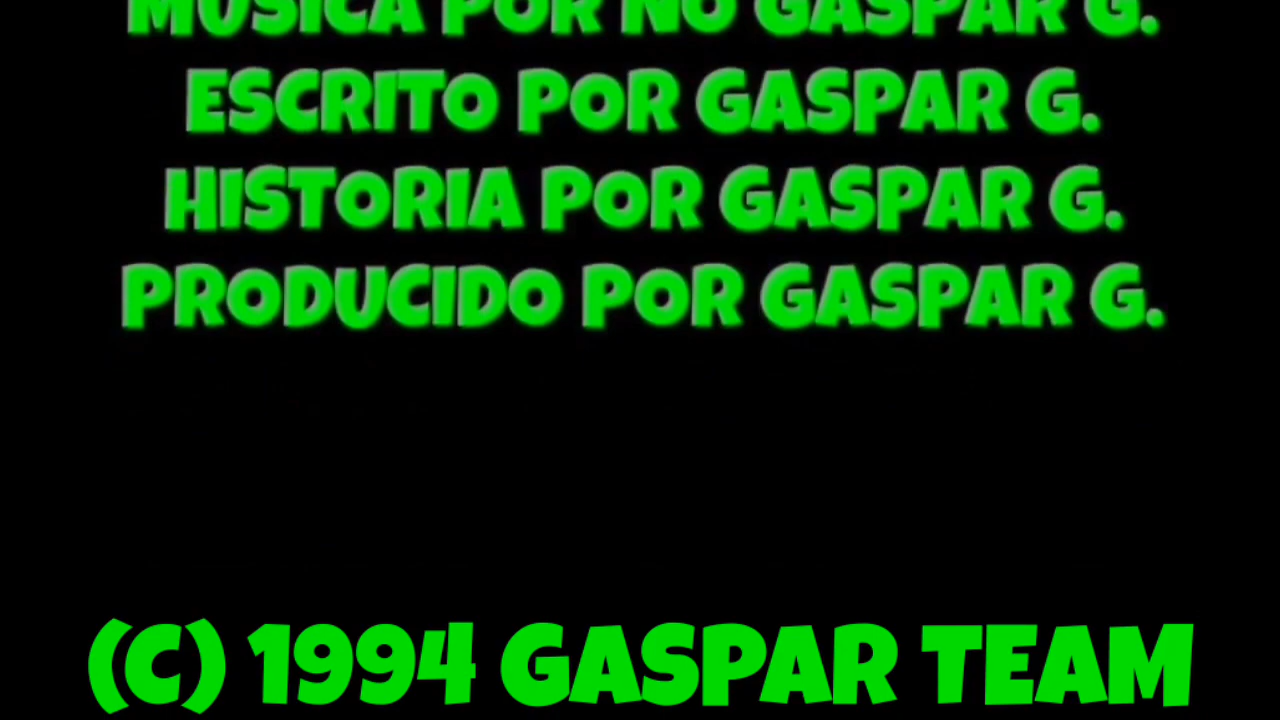 MUSICA POR NO GASPAR G.
ESCRITO POR GASPAR G.
HISTORIA POR GASPAR G.
PRODUCIDO POR GASPAR G.
(C) 1994 GASPAR TEAM